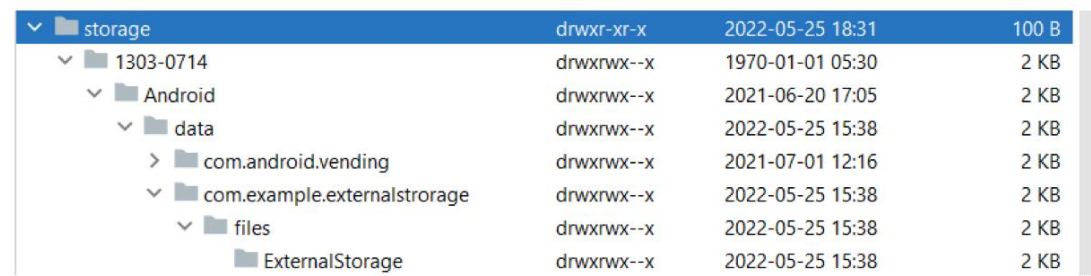 storage drwxr-xr-x 2022-05-25 18:31 100 B
1303-0714 drwxrwx--x 1970-01-01 05:30 2 KB
Android drwxrwx--x 2021-06-20 17:05 2 KB
data drwxrwx--x 2022-05-25 15:38 2 KB
com.android.vending drwxrwx--x 2021-07-01 12:16 2 KB
com.example.externalstrorage drwxrwx--x 2022-05-25 15:38 2 KB
files drwxrwx--x 2022-05-25 15:38 2 KB
ExternalStorage drwxrwx--x 2022-05-25 15:38 2 KB